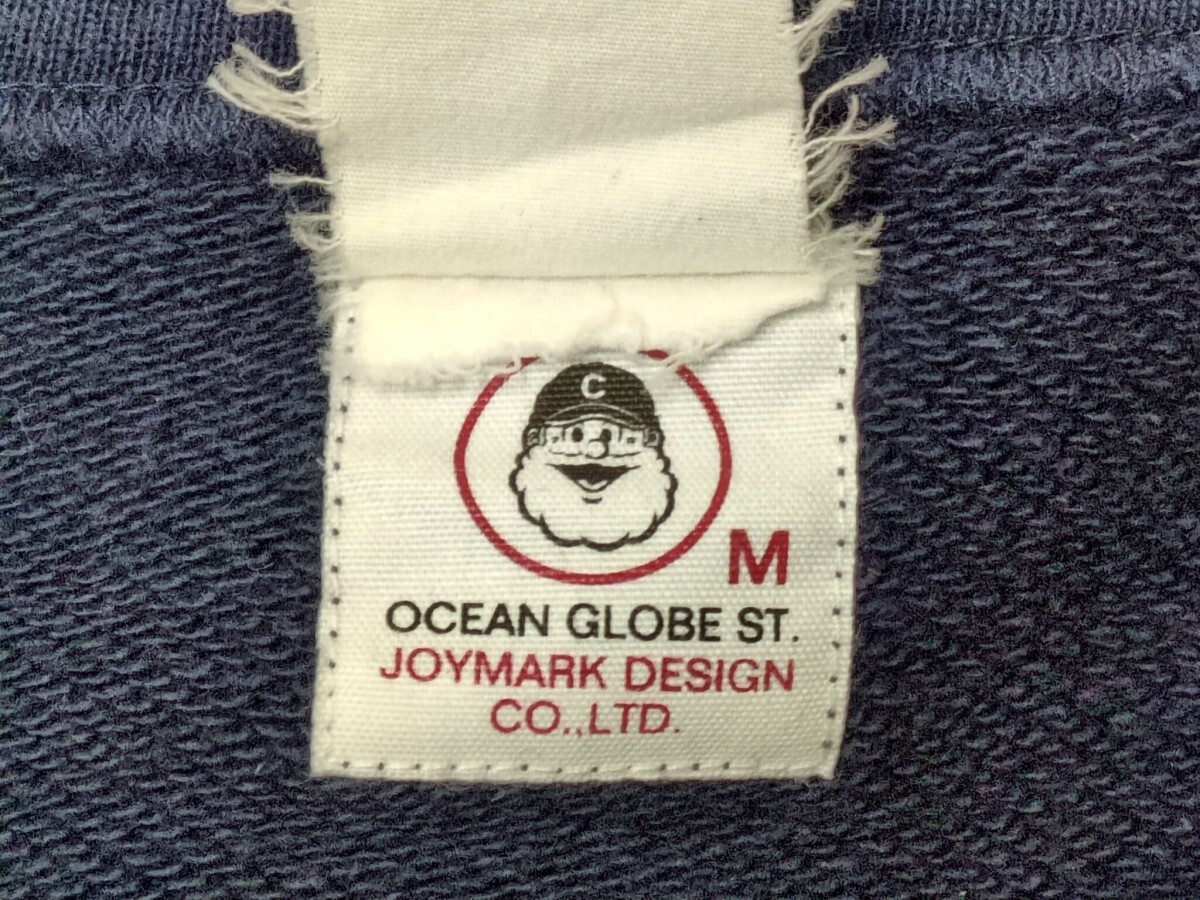 C
M
OCEAN GLOBE ST.
JOYMARK DESIGN
CO.,LTD.